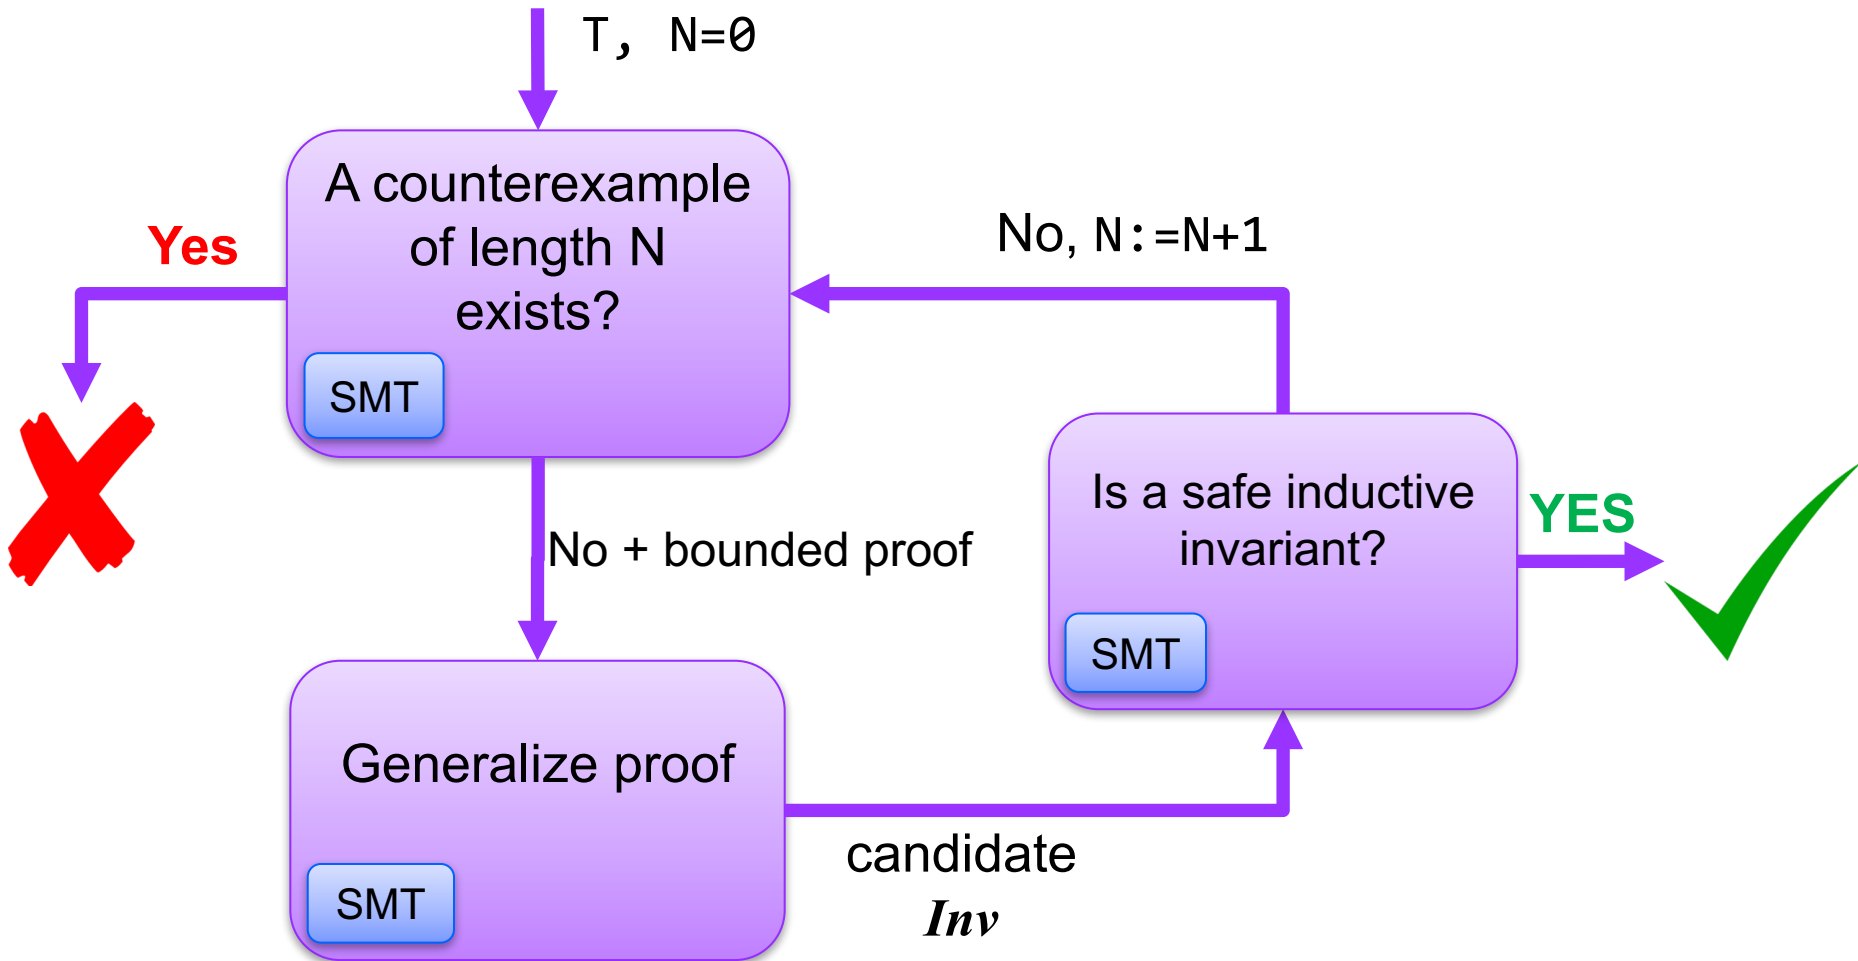 T, N=0
A counterexample
of length N
exists?
SMT
Yes
No, N:=N+1
No + bounded proof
Is a safe inductive
invariant?
SMT
YES
Generalize proof
SMT
candidate
Inv